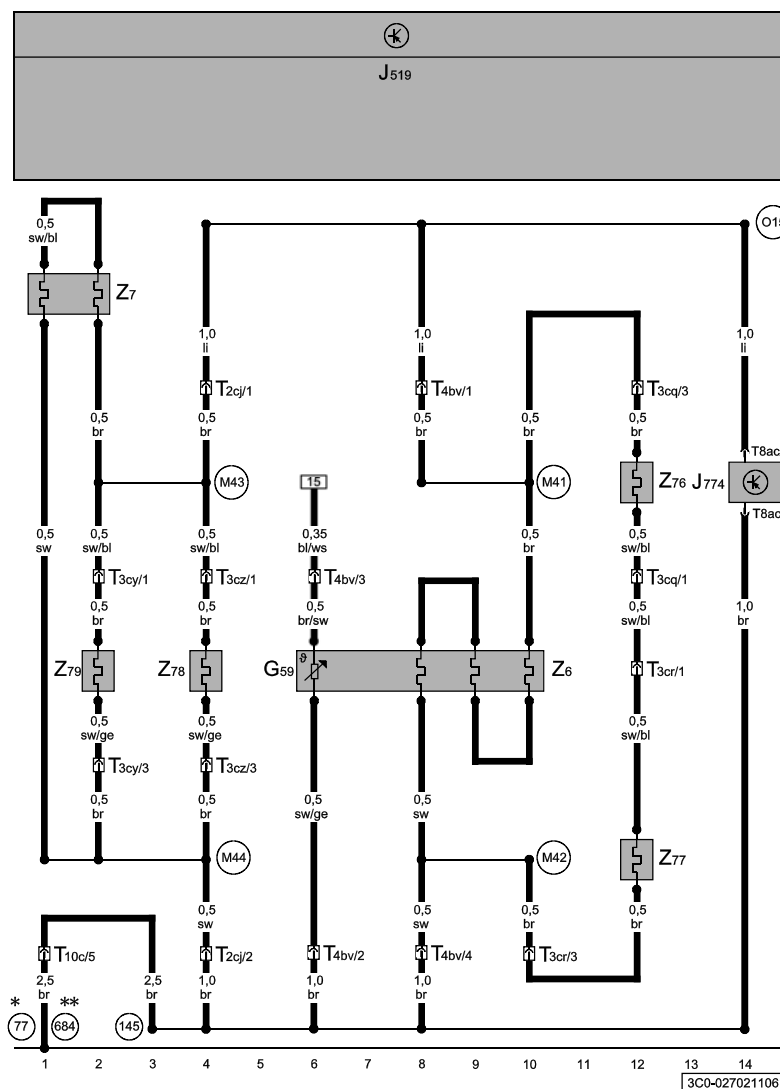 J519
0,5
sw/bl
O15
Z7
1,0
li
1,0
li
1,0
li
T2cj/1
T4bv/1
T3cq/3
0,5
br
0,5
br
0,5
br
0,5
br
0,5
br
T8ac
M43
15
M41
Z76
J774
T8ac
0,5
sw
0,5
sw/bl
0,5
sw/bl
0,35
bl/ws
0,5
br
0,5
sw/bl
T3cy/1
T3cz/1
T4bv/3
T3cq/1
0,5
br
0,5
br
0,5
br/sw
0,5
sw/bl
1,0
br
Z79
Z78
G59
ϑ
Z6
T3cr/1
0,5
sw/ge
0,5
sw/ge
0,5
sw/bl
T3cy/3
T3cz/3
0,5
br
0,5
br
0,5
sw/ge
0,5
sw
M44
M42
Z77
0,5
sw
0,5
sw
0,5
br
0,5
br
T10c/5
T2cj/2
T4bv/2
T4bv/4
T3cr/3
2,5
br
2,5
br
1,0
br
1,0
br
1,0
br
* **
77 684 145
1 2 3 4 5 6 7 8 9 10 11 12 13 14
3C0-027021106